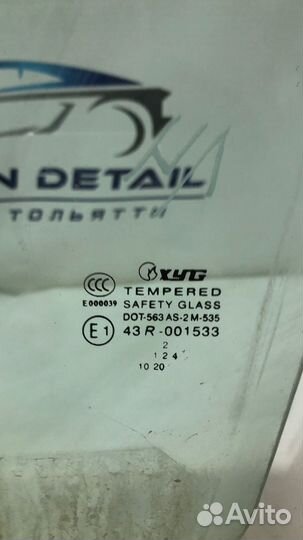 N DETAIL
ТОЛЬЯТТИ
XYG
CCC
E000039
TEMPERED
SAFETY GLASS
DOT-563 AS-2 M-535
E1
43R-001533
2
1 2 4
10 20
Avito